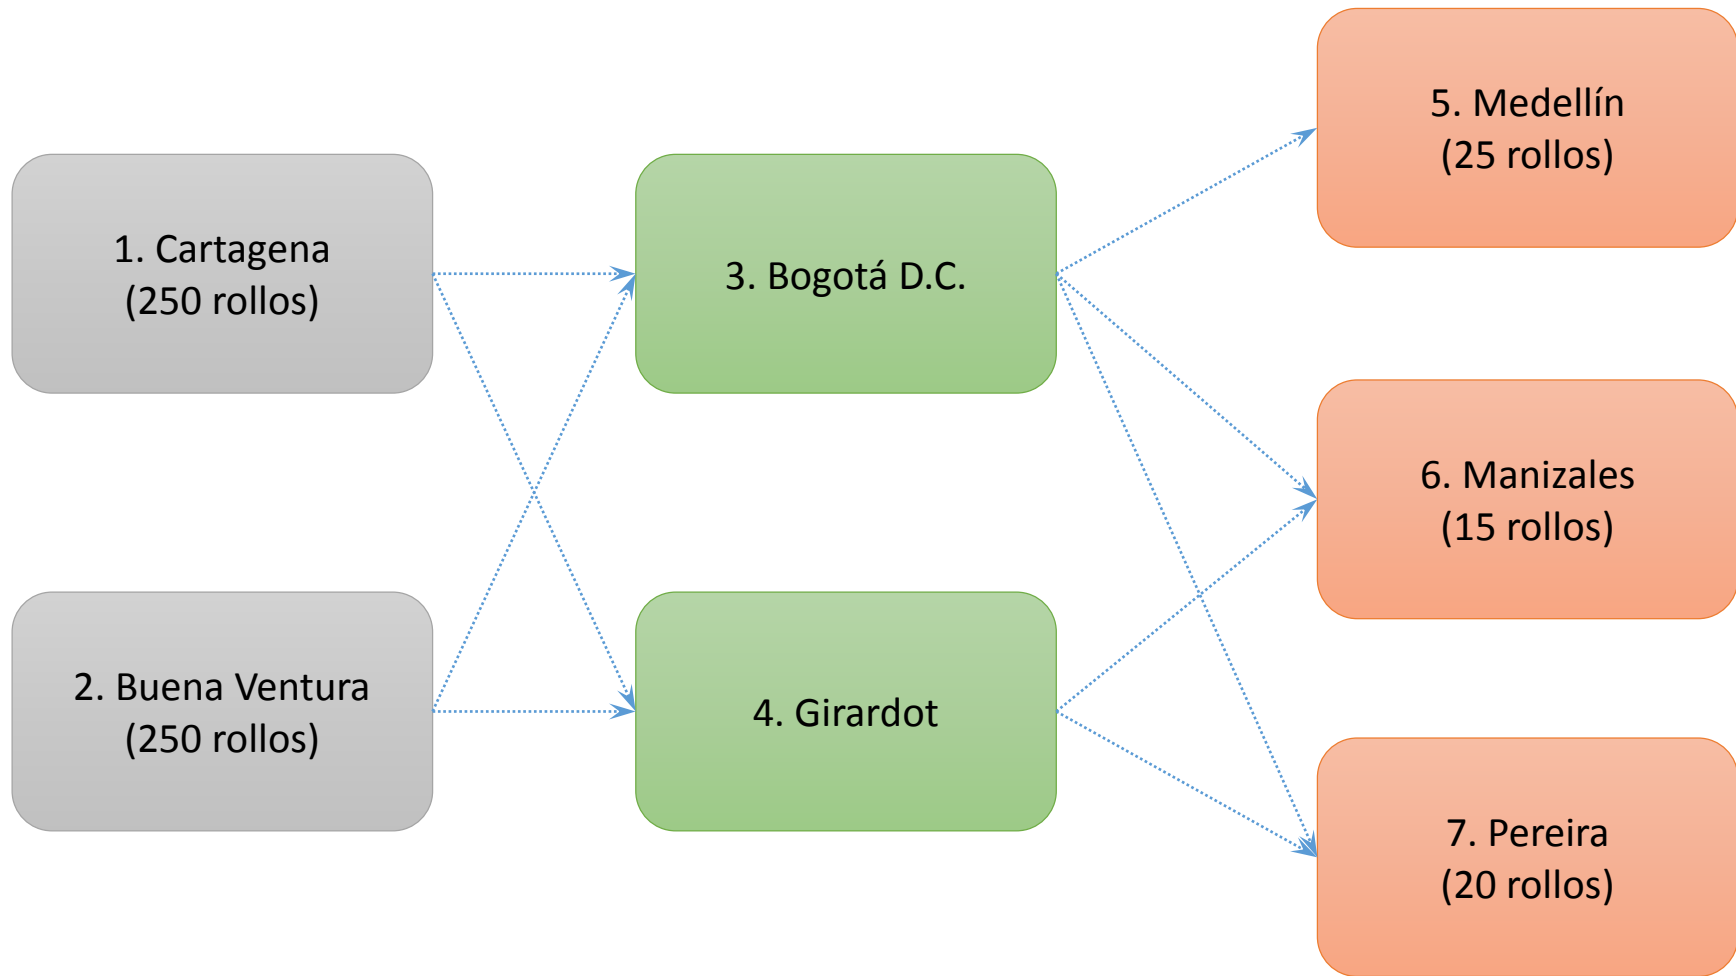 1. Cartagena
(250 rollos)
2. Buena Ventura
(250 rollos)
3. Bogotá D.C.
4. Girardot
5. Medellín
(25 rollos)
6. Manizales
(15 rollos)
7. Pereira
(20 rollos)